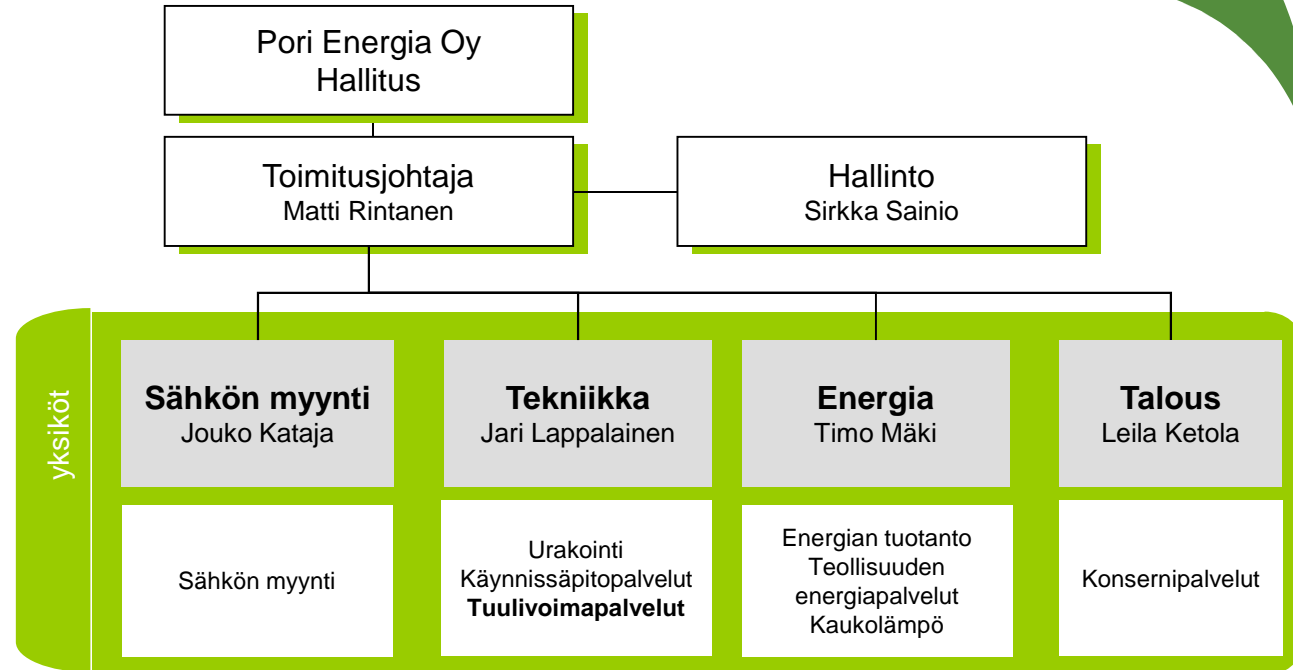 Pori Energia Oy
Hallitus
Toimitusjohtaja
Matti Rintanen
Hallinto
Sirkka Sainio
yksiköt
Sähkön myynti
Jouko Kataja
Tekniikka
Jari Lappalainen
Energia
Timo Mäki
Talous
Leila Ketola
Sähkön myynti
Urakointi
Käynnissäpitopalvelut
Tuulivoimapalvelut
Energian tuotanto
Teollisuuden
energiapalvelut
Kaukolämpö
Konsernipalvelut